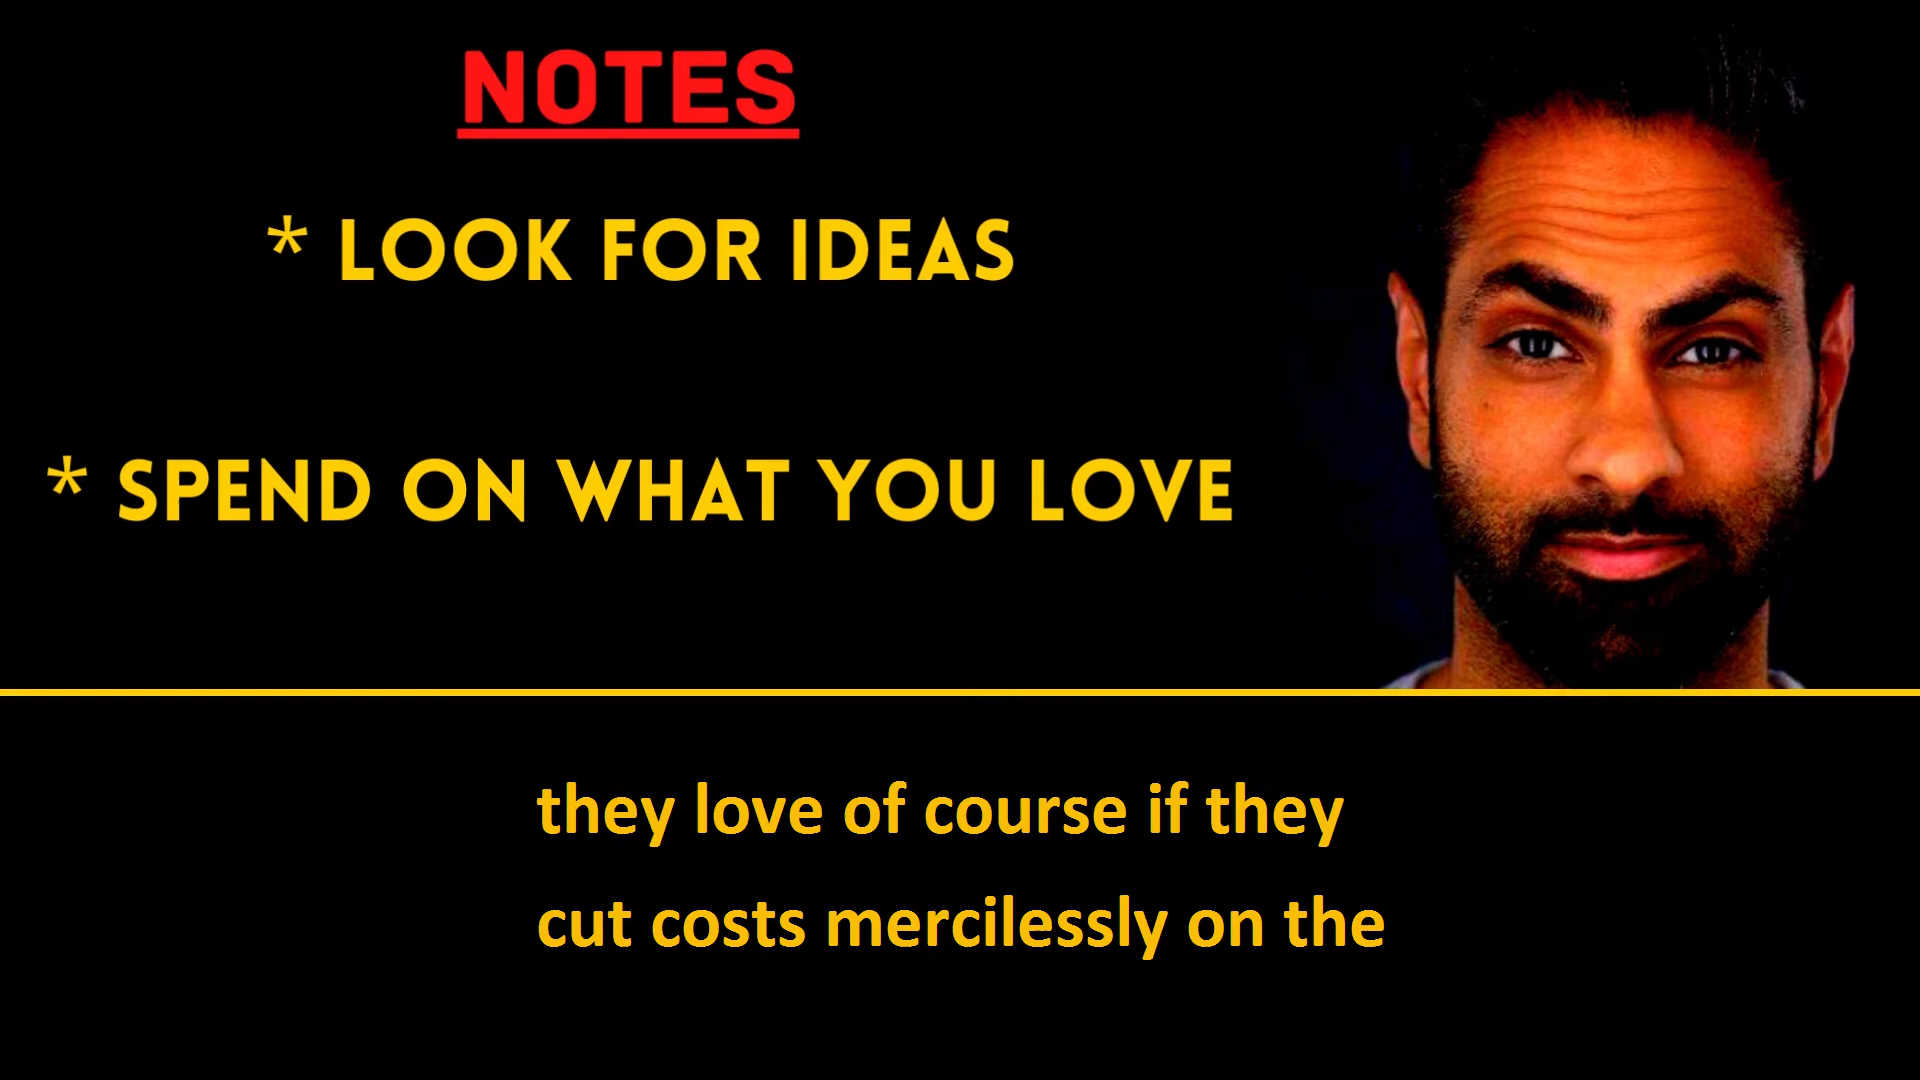 NOTES
* LOOK FOR IDEAS
* SPEND ON WHAT YOU LOVE
they love of course if they
cut costs mercilessly on the